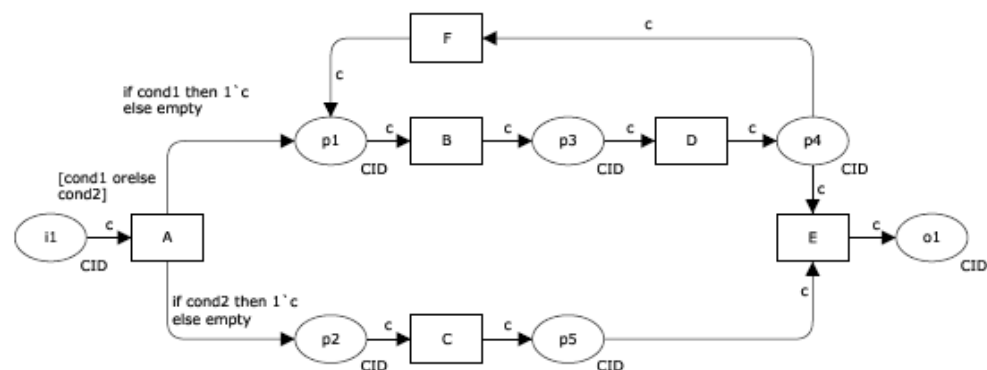 c
F
c
if cond1 then 1`c
else empty
p1
c
B
c
p3
c
D
c
p4
CID
CID
CID
[cond1 orelse
cond2]
c
i1
c
A
E
c
o1
CID
CID
if cond2 then 1`c
else empty
c
p2
c
C
c
p5
CID
CID